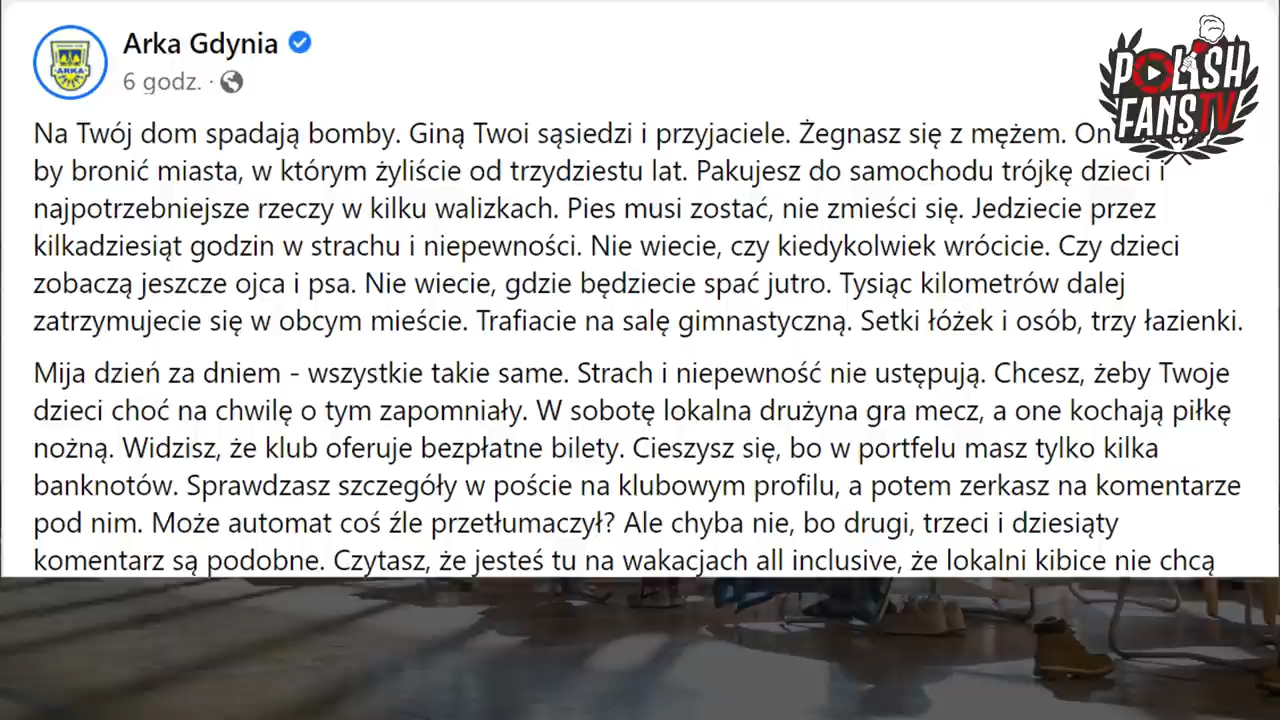 Arka Gdynia
6 godz. ·
Na Twój dom spadają bomby. Giną Twoi sąsiedzi i przyjaciele. Żegnasz się z mężem. On
by bronić miasta, w którym żyliście od trzydziestu lat. Pakujesz do samochodu trójkę dzieci i
najpotrzebniejsze rzeczy w kilku walizkach. Pies musi zostać, nie zmieści się. Jedziecie przez
kilkadziesiąt godzin w strachu i niepewności. Nie wiecie, czy kiedykolwiek wrócicie. Czy dzieci
zobaczą jeszcze ojca i psa. Nie wiecie, gdzie będziecie spać jutro. Tysiąc kilometrów dalej
zatrzymujecie się w obcym mieście. Trafiacie na salę gimnastyczną. Setki łóżek i osób, trzy łazienki.
Mija dzień za dniem - wszystkie takie same. Strach i niepewność nie ustępują. Chcesz, żeby Twoje
dzieci choć na chwilę o tym zapomniały. W sobotę lokalna drużyna gra mecz, a one kochają piłkę
nożną. Widzisz, że klub oferuje bezpłatne bilety. Cieszysz się, bo w portfelu masz tylko kilka
banknotów. Sprawdzasz szczegóły w poście na klubowym profilu, a potem zerkasz na komentarze
pod nim. Może automat coś źle przetłumaczył? Ale chyba nie, bo drugi, trzeci i dziesiąty
komentarz są podobne. Czytasz, że jesteś tu na wakacjach all inclusive, że lokalni kibice nie chcą
ARKA
POLISH
FANSTV